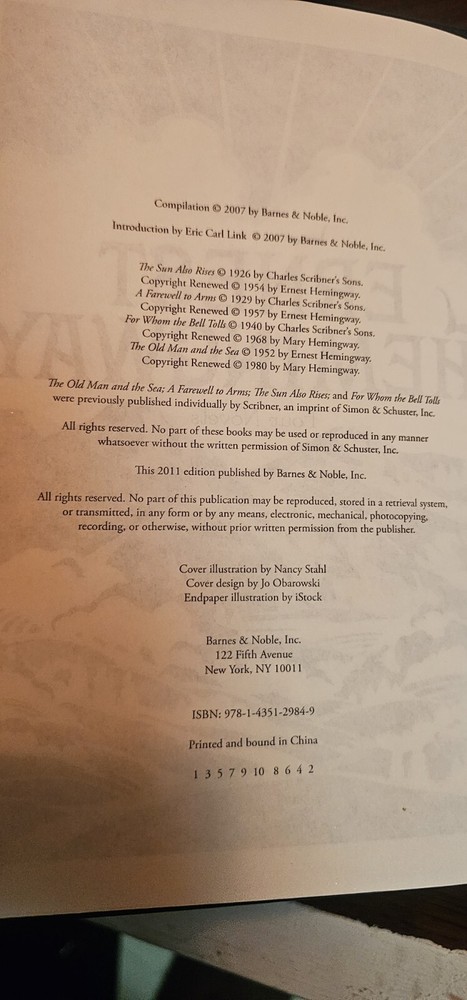 Compilation © 2007 by Barnes & Noble, Inc.
Introduction by Eric Carl Link © 2007 by Barnes & Noble, Inc.
The Sun Also Rises © 1926 by Charles Scribner's Sons.
Copyright Renewed © 1954 by Ernest Hemingway.
A Farewell to Arms © 1929 by Charles Scribner's Sons.
Copyright Renewed © 1957 by Ernest Hemingway.
For Whom the Bell Tolls © 1940 by Charles Scribner's Sons.
Copyright Renewed © 1968 by Mary Hemingway.
The Old Man and the Sea © 1952 by Ernest Hemingway.
Copyright Renewed © 1980 by Mary Hemingway.
The Old Man and the Sea; A Farewell to Arms; The Sun Also Rises; and For Whom the Bell Tolls
were previously published individually by Scribner, an imprint of Simon & Schuster, Inc.
All rights reserved. No part of these books may be used or reproduced in any manner
whatsoever without the written permission of Simon & Schuster, Inc.
This 2011 edition published by Barnes & Noble, Inc.
All rights reserved. No part of this publication may be reproduced, stored in a retrieval system,
or transmitted, in any form or by any means, electronic, mechanical, photocopying,
recording, or otherwise, without prior written permission from the publisher.
Cover illustration by Nancy Stahl
Cover design by Jo Obarowski
Endpaper illustration by iStock
Barnes & Noble, Inc.
122 Fifth Avenue
New York, NY 10011
ISBN: 978-1-4351-2984-9
Printed and bound in China
1 3 5 7 9 10 8 6 4 2